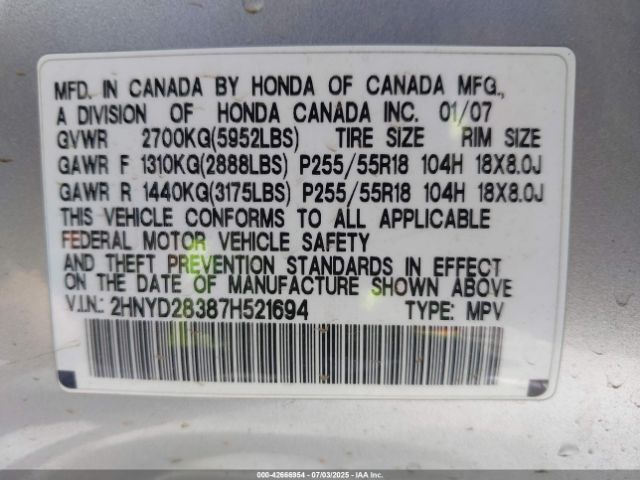 MFD. IN CANADA BY HONDA OF CANADA MFG.,
A DIVISION OF HONDA CANADA INC. 01/07
GVWR 2700KG(5952LBS) TIRE SIZE RIM SIZE
GAWR F 1310KG(2888LBS) P255/55R18 104H 18X8.0J
GAWR R 1440KG(3175LBS) P255/55R18 104H 18X8.0J
THIS VEHICLE CONFORMS TO ALL APPLICABLE
FEDERAL MOTOR VEHICLE SAFETY
AND THEFT PREVENTION STANDARDS IN EFFECT
ON THE DATE OF MANUFACTURE SHOWN ABOVE
V.I.N.: 2HNYD28387H521694 TYPE: MPV
000-42666954 | 07/03/2025 | IAAI.COM